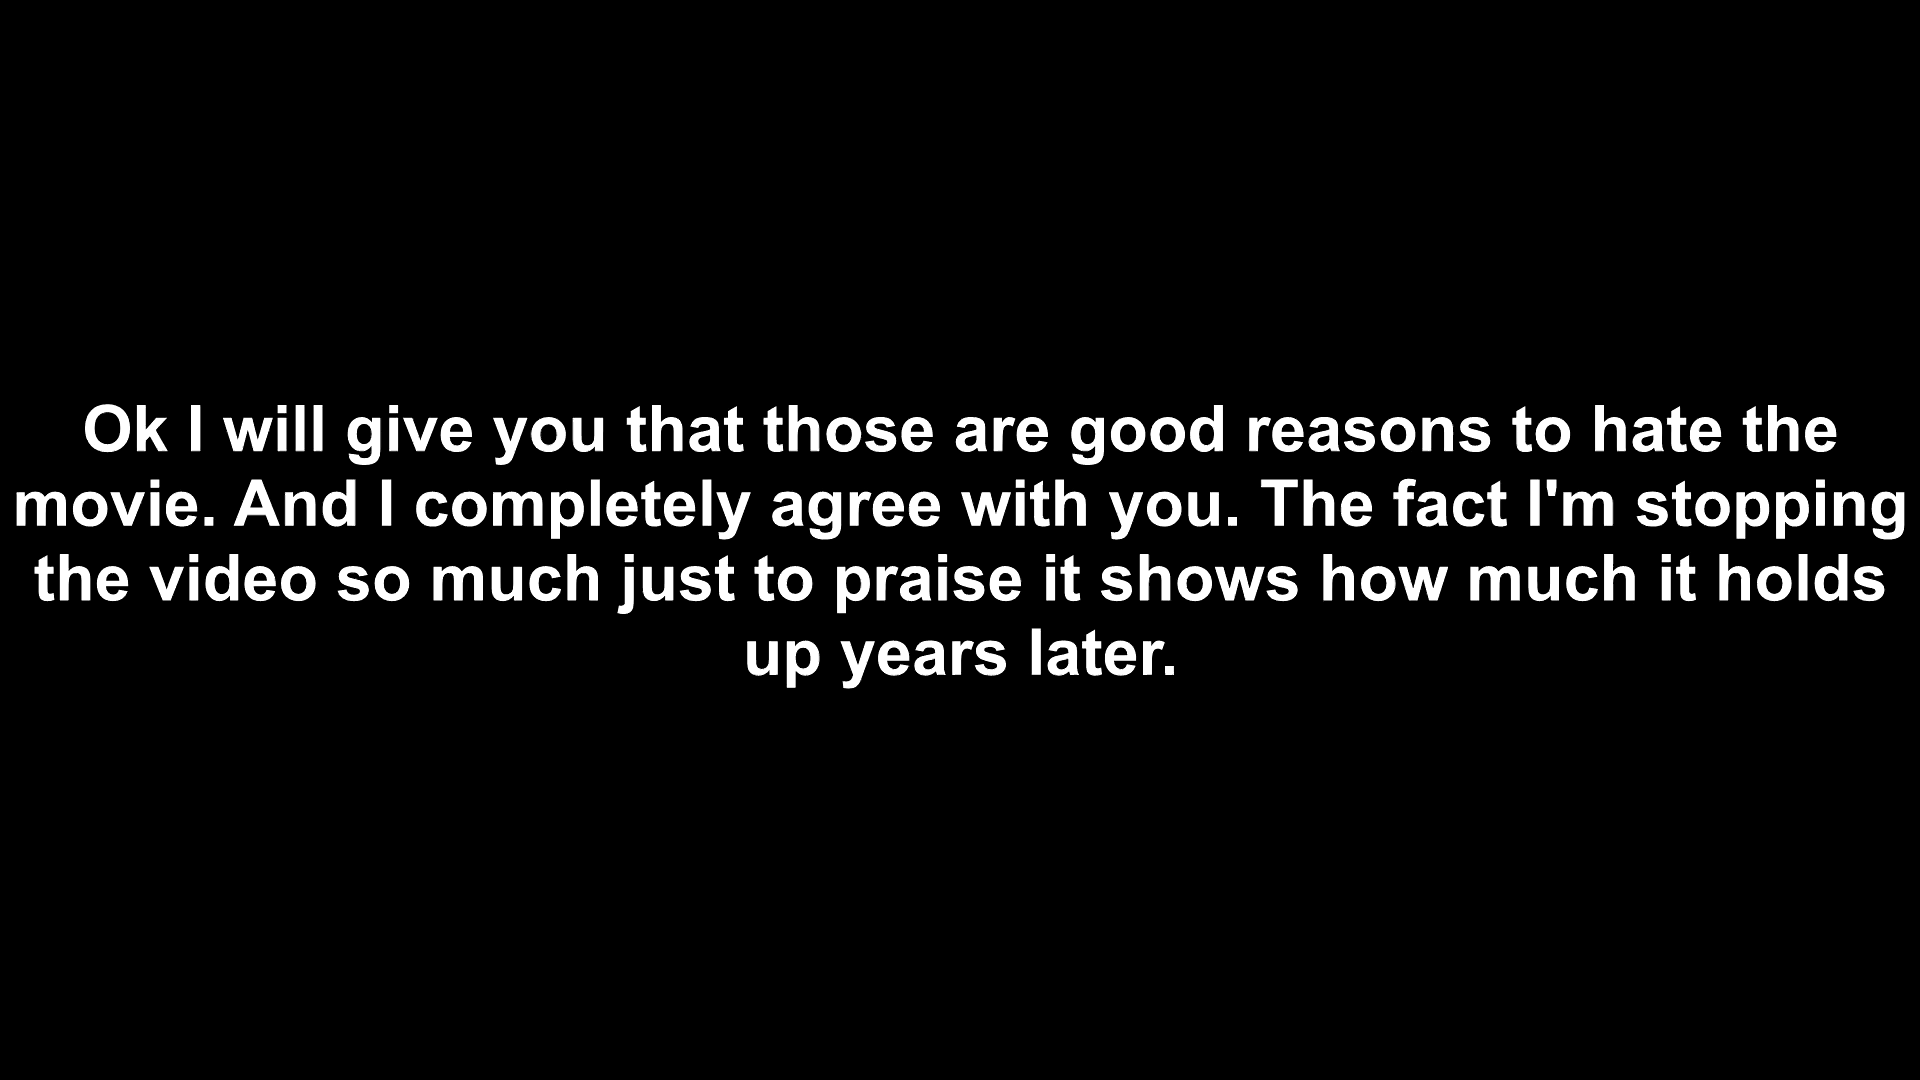 Ok I will give you that those are good reasons to hate the
movie. And I completely agree with you. The fact I'm stopping
the video so much just to praise it shows how much it holds
up years later.